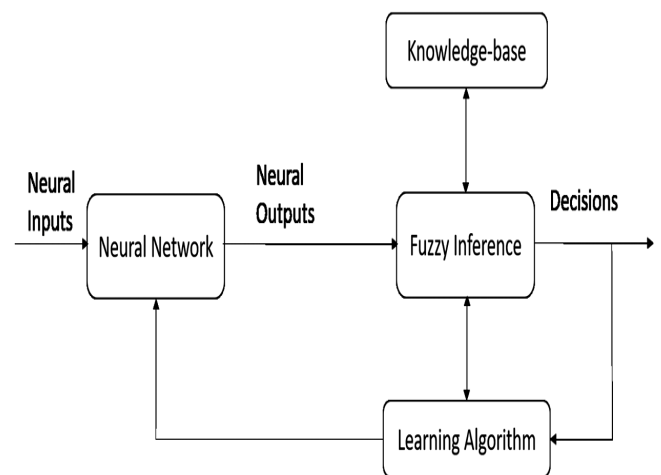 Knowledge-base
Neural
Inputs
Neural
Outputs
Decisions
Neural Network
Fuzzy Inference
Learning Algorithm